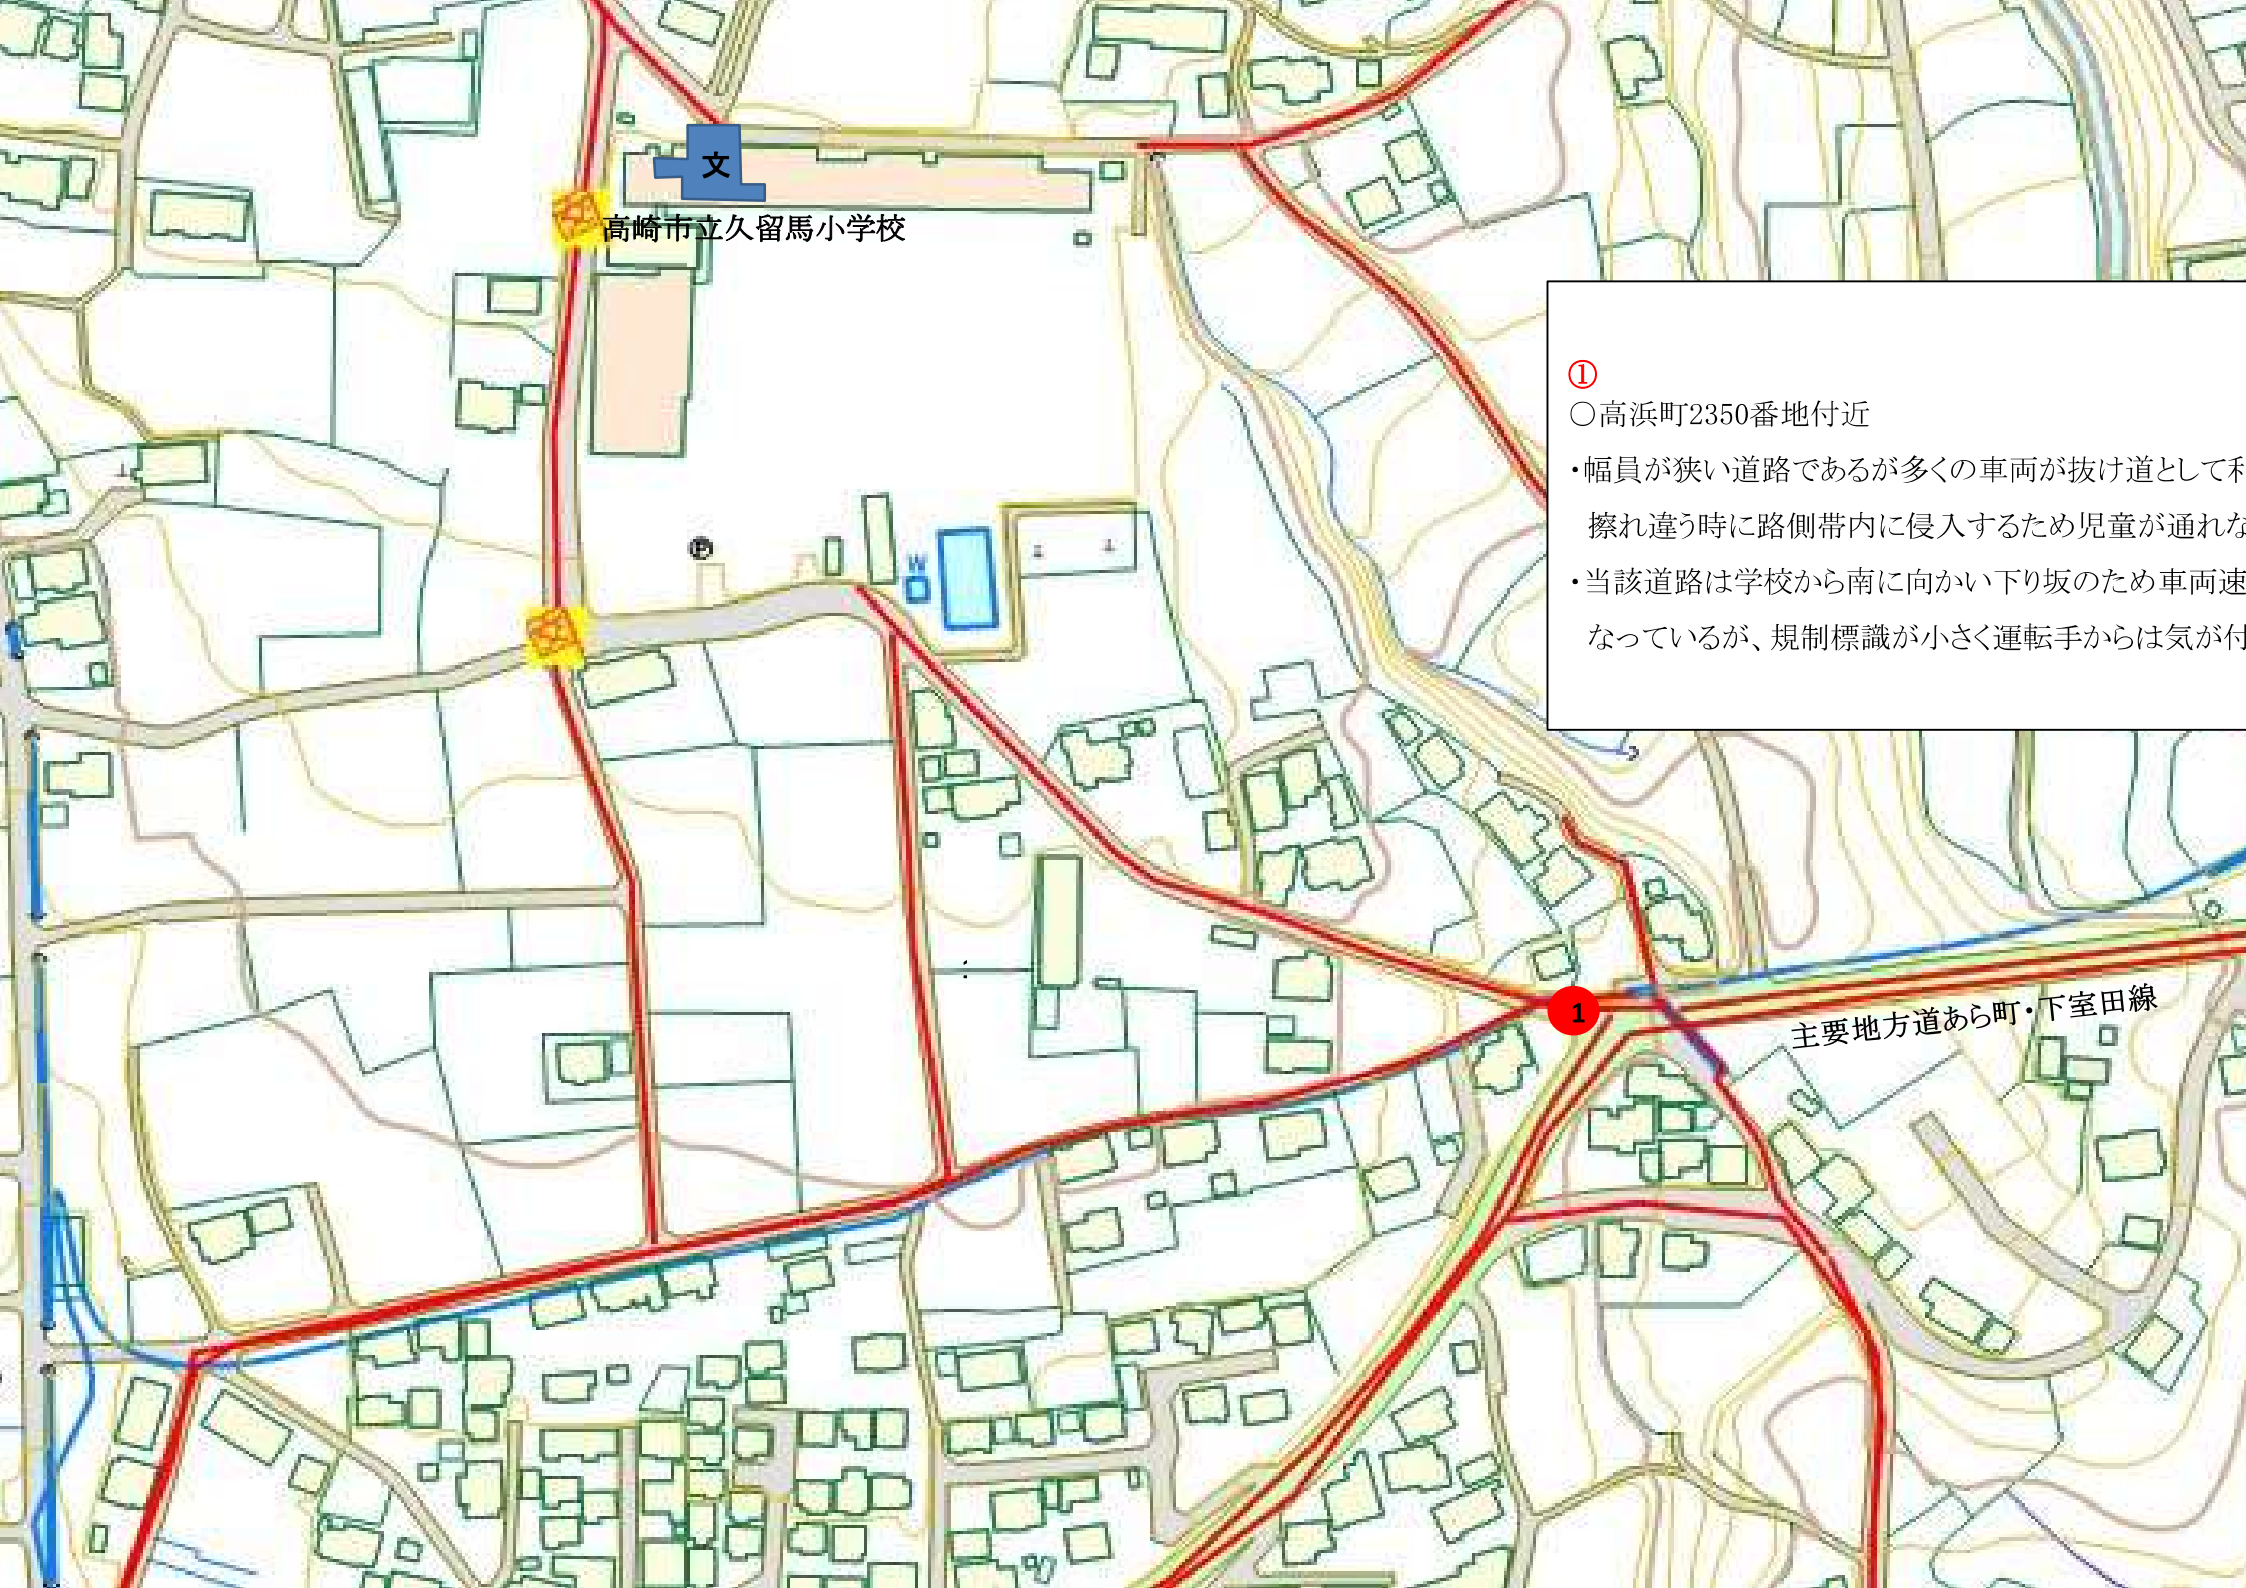 文
高崎市立久留馬小学校
①
○高浜町2350番地付近
・幅員が狭い道路であるが多くの車両が抜け道として
擦れ違う時に路側帯内に侵入するため児童が通れな
・当該道路は学校から南に向かい下り坂のため車両速
なっているが、規制標識が小さく運転手からは気が付
W
1
主要地方道あら町・下室田線